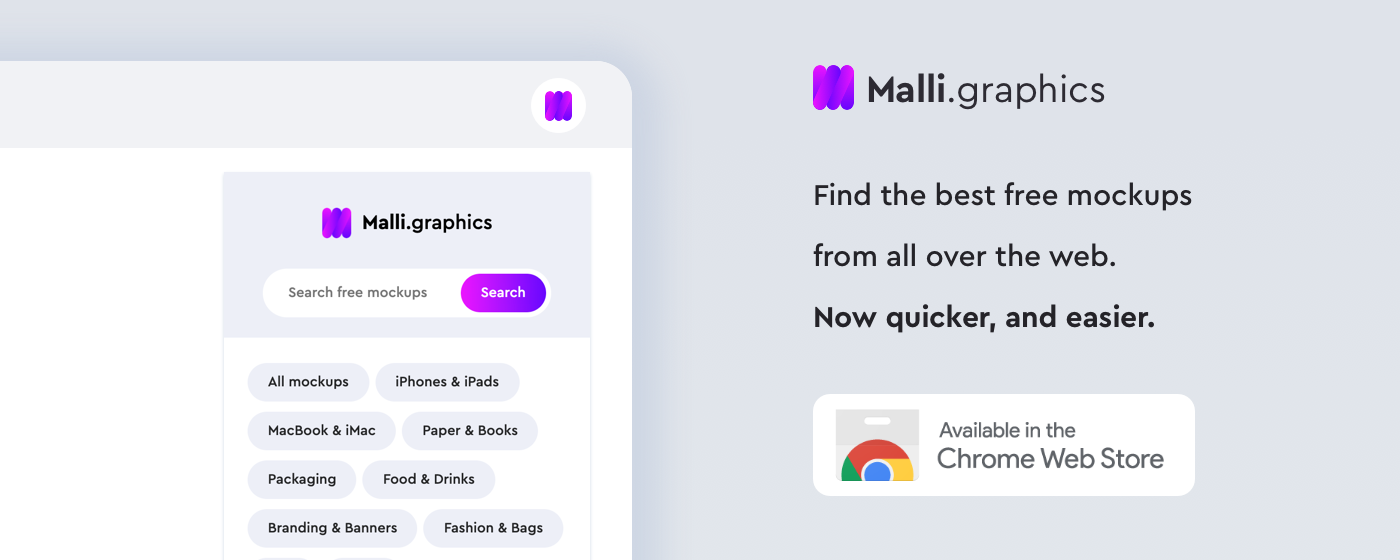 Malli.graphics
Search free mockups
Search
All mockups
iPhones & iPads
MacBook & iMac
Paper & Books
Packaging
Food & Drinks
Branding & Banners
Fashion & Bags
Malli.graphics
Find the best free mockups
from all over the web.
Now quicker, and easier.
Available in the
Chrome Web Store